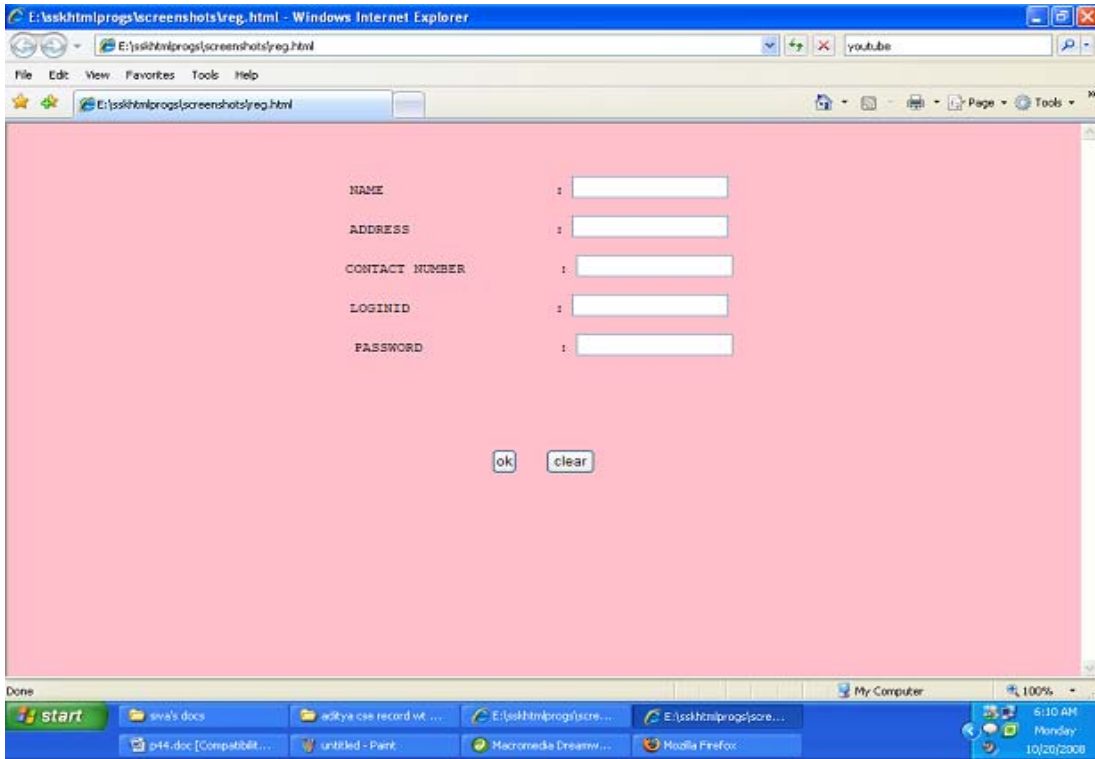 E:\sskhtmlprogs\screenshots\reg.html - Windows Internet Explorer
E:\sskhtmlprogs\screenshots\reg.html
youtube
File Edit View Favorites Tools Help
E:\sskhtmlprogs\screenshots\reg.html
Page Tools
NAME :
ADDRESS :
CONTACT NUMBER :
LOGINID :
PASSWORD :
ok clear
Done My Computer 100%
start siva's docs aditya cse record wt ... E:\sskhtmlprogs\scre... E:\sskhtmlprogs\scre... 6:10 AM
Monday
p44.doc [Compatibilit... untitled - Paint Macromedia Dreamw... Mozilla Firefox 10/20/2008